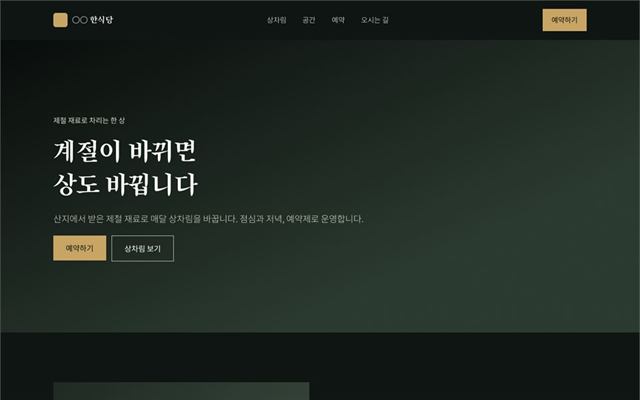 ○○ 한식당
상차림 공간 예약 오시는 길
예약하기
제철 재료로 차리는 한 상
계절이 바뀌면
상도 바뀝니다
산지에서 받은 제철 재료로 매달 상차림을 바꿉니다. 점심과 저녁, 예약제로 운영합니다.
예약하기 상차림 보기